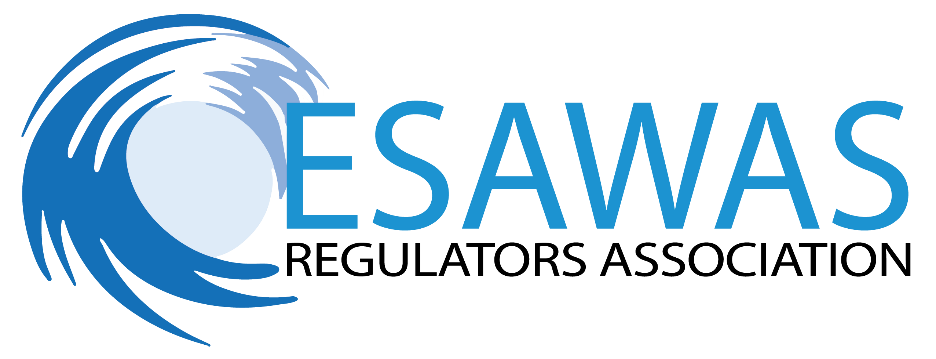 ESAWAS
REGULATORS ASSOCIATION